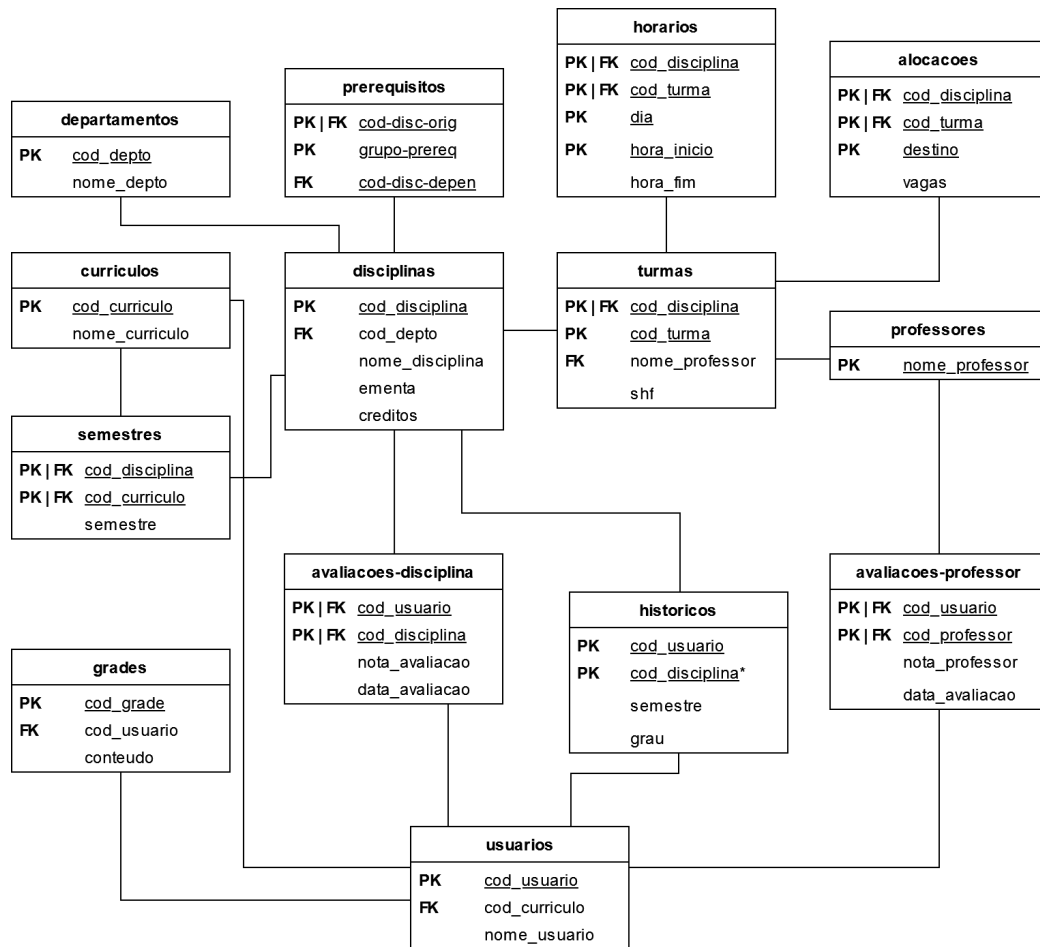 horarios
PK | FK cod_disciplina
PK | FK cod_turma
PK dia
PK hora_inicio
hora_fim
alocacoes
PK | FK cod_disciplina
PK | FK cod_turma
PK destino
vagas
prerequisitos
PK | FK cod-disc-orig
PK grupo-prereq
FK cod-disc-depen
departamentos
PK cod_depto
nome_depto
curriculos
PK cod_curriculo
nome_curriculo
disciplinas
PK cod_disciplina
FK cod_depto
nome_disciplina
ementa
creditos
turmas
PK | FK cod_disciplina
PK cod_turma
FK nome_professor
shf
professores
PK nome_professor
semestres
PK | FK cod_disciplina
PK | FK cod_curriculo
semestre
avaliacoes-disciplina
PK | FK cod_usuario
PK | FK cod_disciplina
nota_avaliacao
data_avaliacao
historicos
PK cod_usuario
PK cod_disciplina*
semestre
grau
avaliacoes-professor
PK | FK cod_usuario
PK | FK cod_professor
nota_professor
data_avaliacao
grades
PK cod_grade
FK cod_usuario
conteudo
usuarios
PK cod_usuario
FK cod_curriculo
nome_usuario